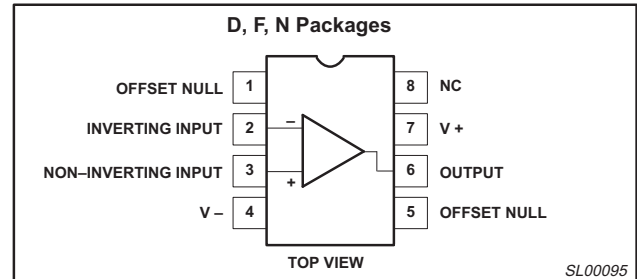 D, F, N Packages
OFFSET NULL 1 8 NC
INVERTING INPUT 2 – 7 V +
NON–INVERTING INPUT 3 + 6 OUTPUT
V – 4 5 OFFSET NULL
TOP VIEW
SL00095